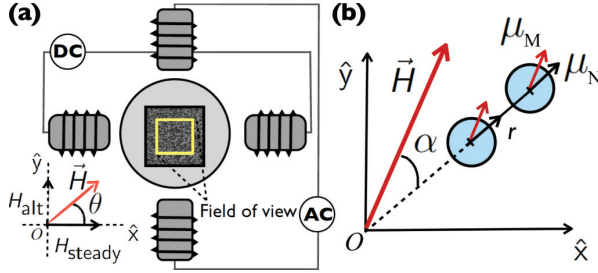 (a)
DC
ŷ
H⃗
H_alt
θ
O
x̂
H_steady
Field of view
AC
(b)
ŷ
H⃗
α
μ_M
μ_N
r
O
x̂